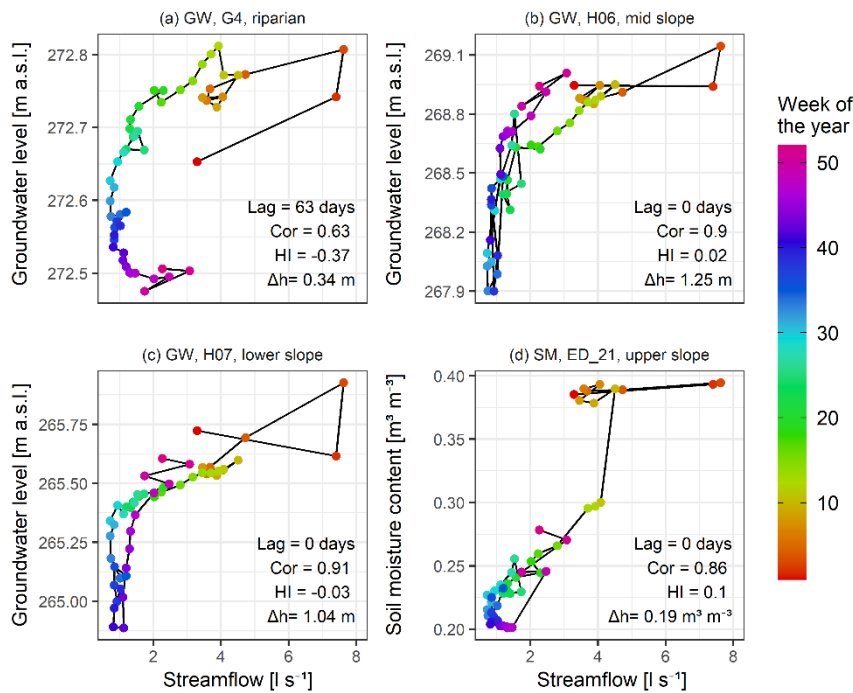 (a) GW, G4, riparian
(b) GW, H06, mid slope
Groundwater level [m a.s.l.]
272.8
272.7
272.6
272.5
Lag = 63 days
Cor = 0.63
HI = -0.37
Δh= 0.34 m
Groundwater level [m a.s.l.]
269.1
268.8
268.5
268.2
267.9
Lag = 0 days
Cor = 0.9
HI = 0.02
Δh= 1.25 m
Week of
the year
50
40
30
20
10
(c) GW, H07, lower slope
(d) SM, ED_21, upper slope
Groundwater level [m a.s.l.]
265.75
265.50
265.25
265.00
Lag = 0 days
Cor = 0.91
HI = -0.03
Δh= 1.04 m
2 4 6 8
Streamflow [l s⁻¹]
Soil moisture content [m³ m⁻³]
0.40
0.35
0.30
0.25
0.20
Lag = 0 days
Cor = 0.86
HI = 0.1
Δh= 0.19 m³ m⁻³
2 4 6 8
Streamflow [l s⁻¹]